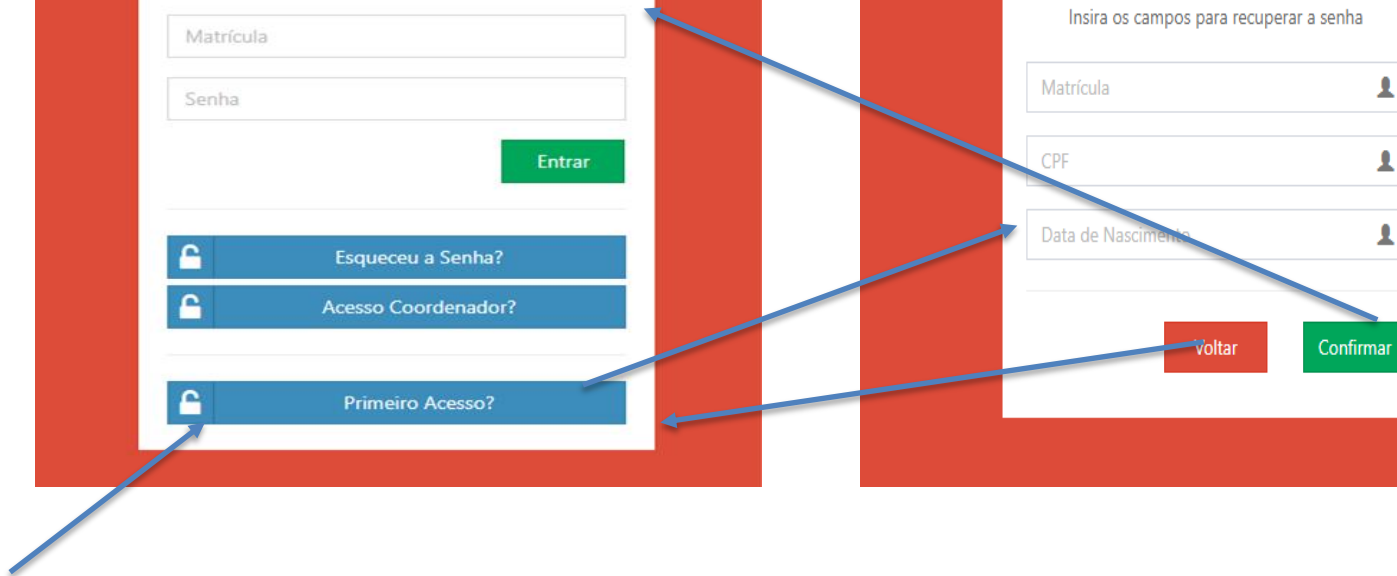 Matrícula
Senha
Entrar
Esqueceu a Senha?
Acesso Coordenador?
Primeiro Acesso?
Insira os campos para recuperar a senha
Matrícula
CPF
Data de Nascimento
Voltar
Confirmar